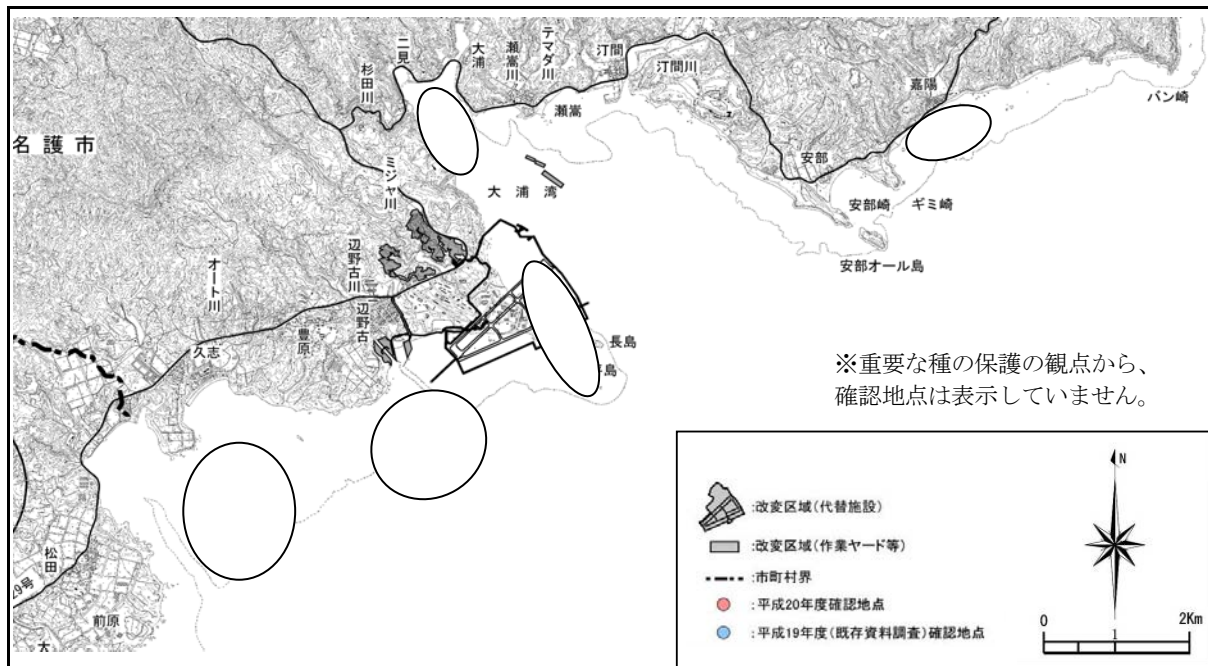 二見
杉田川
大浦
瀬嵩川
テマダ川
汀間
汀間川
瀬嵩
嘉陽
バン崎
名護市
ミジャ川
大浦湾
安部
安部崎
ギミ崎
安部オール島
辺野古川
辺野古
オート川
久志
豊原
長島
島
※重要な種の保護の観点から、
確認地点は表示していません。
松田
29号
前原
N
:改変区域(代替施設)
:改変区域(作業ヤード等)
:市町村界
:平成20年度確認地点
:平成19年度(既存資料調査)確認地点
0 1 2Km